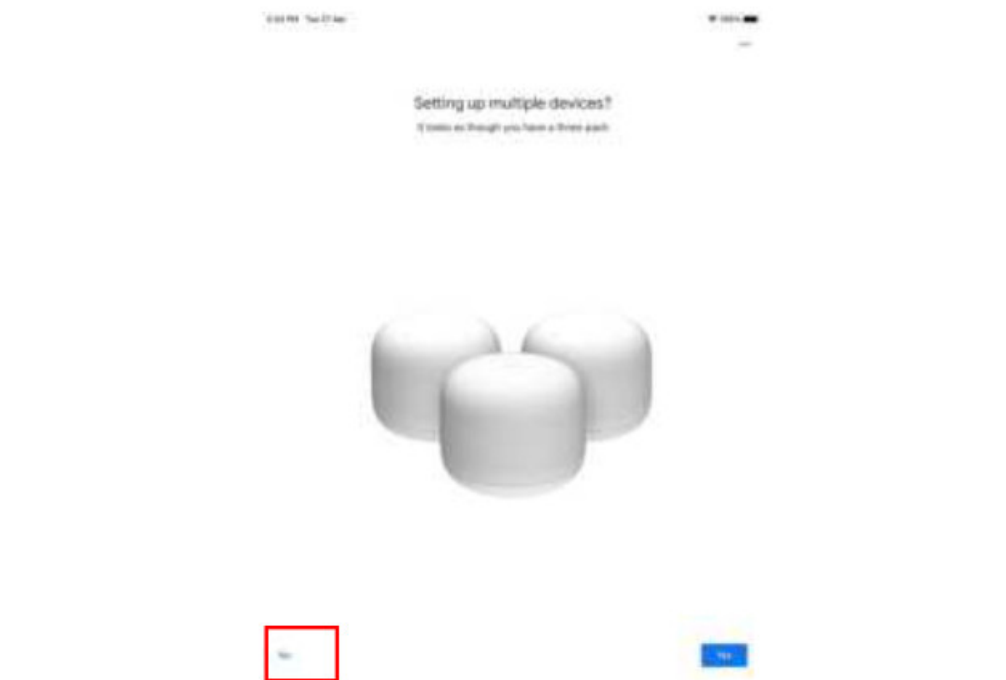 Setting up multiple devices?
It looks as though you have a three pack
No
Yes